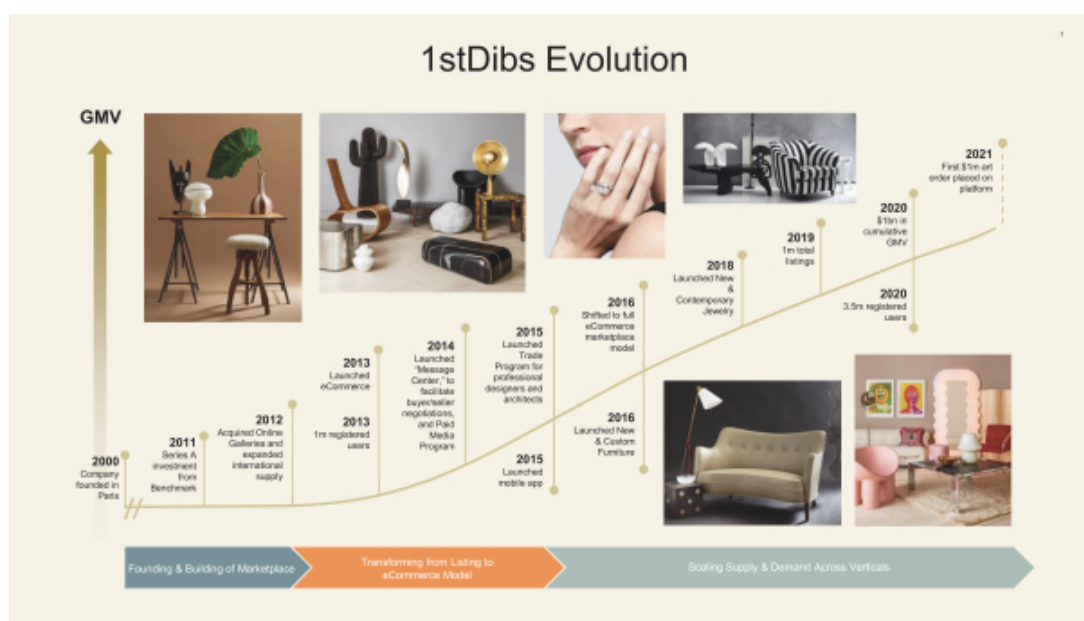 1stDibs Evolution
GMV
2000
Company
founded in
Paris
2011
Series A
investment
from
Benchmark
2012
Acquired Online
Galleries and
expanded
international
supply
2013
Launched
eCommerce
2013
1m registered
users
2014
Launched
"Message
Center," to
facilitate
buyer/seller
negotiations,
and Paid
Media
Program
2015
Launched
Trade
Program for
professional
designers and
architects
2015
Launched
mobile app
2016
Shifted to full
eCommerce
marketplace
model
2016
Launched New
& Custom
Furniture
2018
Launched New
&
Contemporary
Jewelry
2019
1m total
listings
2020
$1bn in
cumulative
GMV
2020
3.5m registered
users
2021
First $1m art
order placed on
platform
Founding & Building of Marketplace
Transforming from Listing to
eCommerce Model
Scaling Supply & Demand Across Verticals